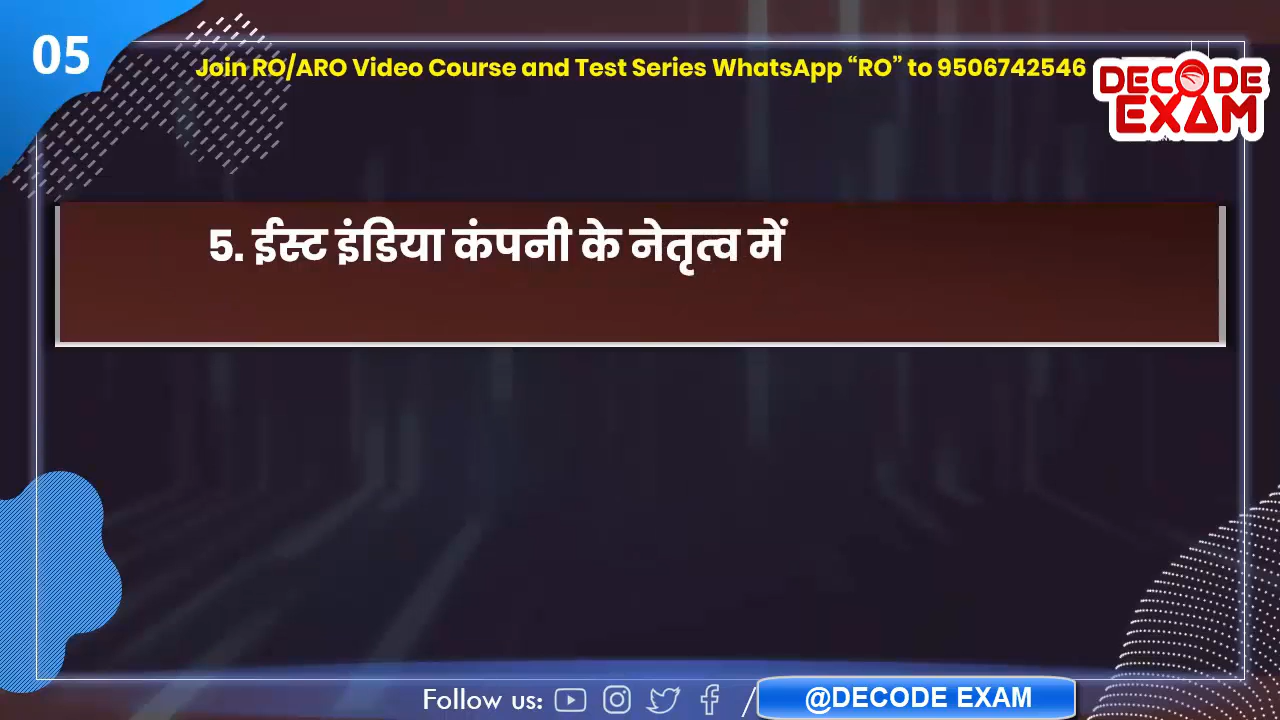 05
Join RO/ARO Video Course and Test Series WhatsApp “RO” to 9506742546
DECODE
EXAM
5. ईस्ट इंडिया कंपनी के नेतृत्व में
Follow us: / @DECODE EXAM